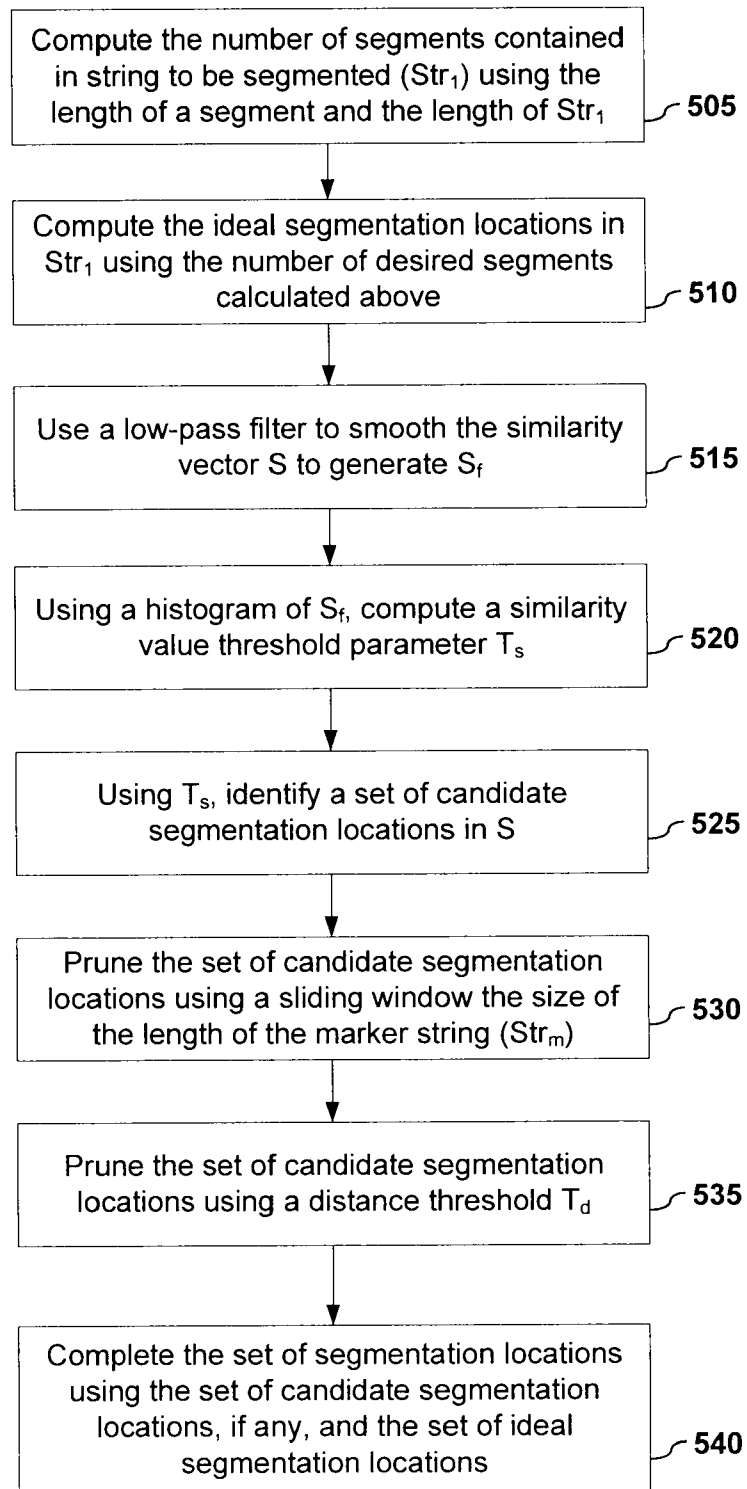 Compute the number of segments contained
in string to be segmented (Str₁) using the
length of a segment and the length of Str₁
505
Compute the ideal segmentation locations in
Str₁ using the number of desired segments
calculated above
510
Use a low-pass filter to smooth the similarity
vector S to generate S_f
515
Using a histogram of S_f, compute a similarity
value threshold parameter Tₛ
520
Using Tₛ, identify a set of candidate
segmentation locations in S
525
Prune the set of candidate segmentation
locations using a sliding window the size of
the length of the marker string (Strₘ)
530
Prune the set of candidate segmentation
locations using a distance threshold T_d
535
Complete the set of segmentation locations
using the set of candidate segmentation
locations, if any, and the set of ideal
segmentation locations
540